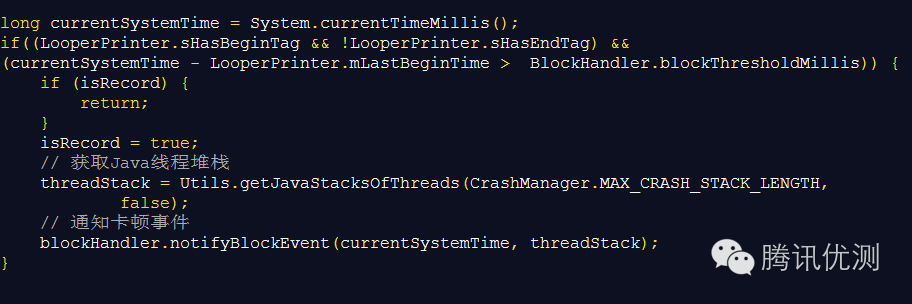 long currentSystemTime = System.currentTimeMillis();
if((LooperPrinter.sHasBeginTag && !LooperPrinter.sHasEndTag) &&
(currentSystemTime - LooperPrinter.mLastBeginTime >  BlockHandler.blockThresholdMillis)) {
    if (isRecord) {
        return;
    }
    isRecord = true;
    // 获取Java线程堆栈
    threadStack = Utils.getJavaStacksOfThreads(CrashManager.MAX_CRASH_STACK_LENGTH,
            false);
    // 通知卡顿事件
    blockHandler.notifyBlockEvent(currentSystemTime, threadStack);
}
腾讯优测